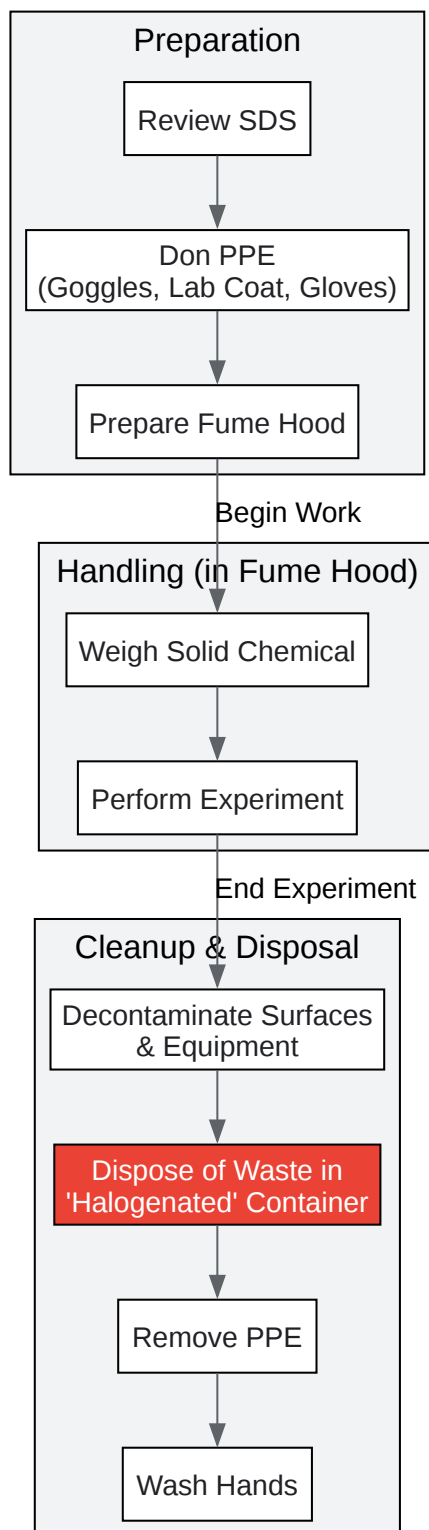 Preparation
Review SDS
Don PPE
(Goggles, Lab Coat, Gloves)
Prepare Fume Hood
Begin Work
Handling (in Fume Hood)
Weigh Solid Chemical
Perform Experiment
End Experiment
Cleanup & Disposal
Decontaminate Surfaces
& Equipment
Dispose of Waste in
'Halogenated' Container
Remove PPE
Wash Hands